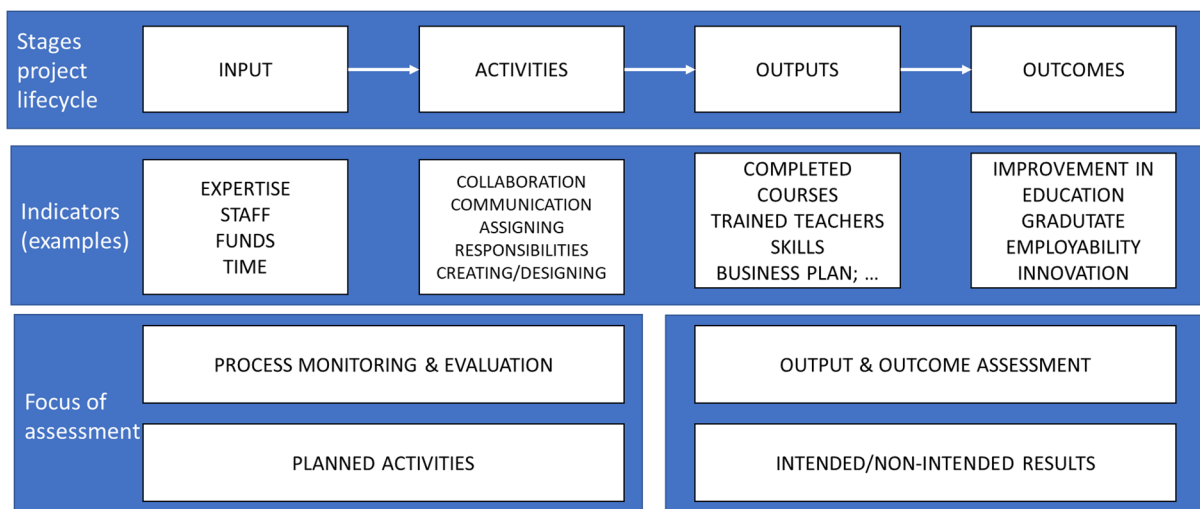 Stages
project
lifecycle
INPUT
ACTIVITIES
OUTPUTS
OUTCOMES
Indicators
(examples)
EXPERTISE
STAFF
FUNDS
TIME
COLLABORATION
COMMUNICATION
ASSIGNING
RESPONSIBILITIES
CREATING/DESIGNING
COMPLETED
COURSES
TRAINED TEACHERS
SKILLS
BUSINESS PLAN; …
IMPROVEMENT IN
EDUCATION
GRADUTATE
EMPLOYABILITY
INNOVATION
Focus of
assessment
PROCESS MONITORING & EVALUATION
PLANNED ACTIVITIES
OUTPUT & OUTCOME ASSESSMENT
INTENDED/NON-INTENDED RESULTS